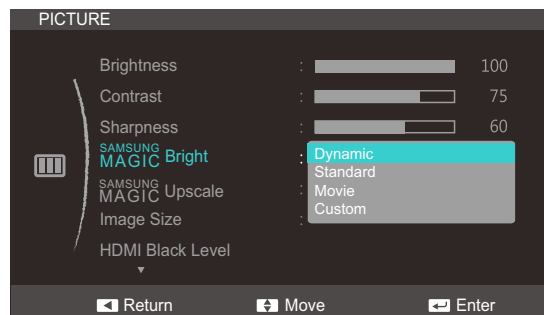 PICTURE
Brightness : 100
Contrast : 75
Sharpness : 60
SAMSUNG MAGIC Bright : Dynamic
Standard
SAMSUNG MAGIC Upscale : Movie
Custom
Image Size :
HDMI Black Level
Return Move Enter